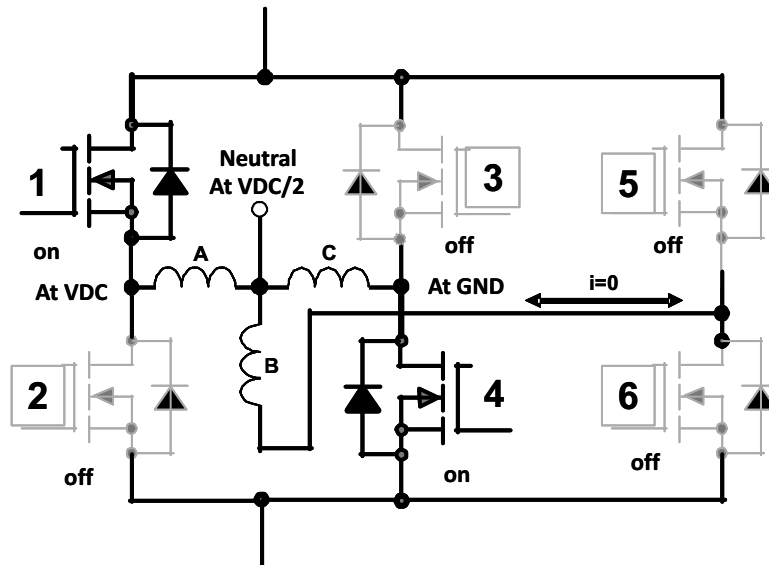 Neutral
At VDC/2
1
3
5
on
off
off
A
C
At VDC
At GND
i=0
B
2
4
6
off
on
off